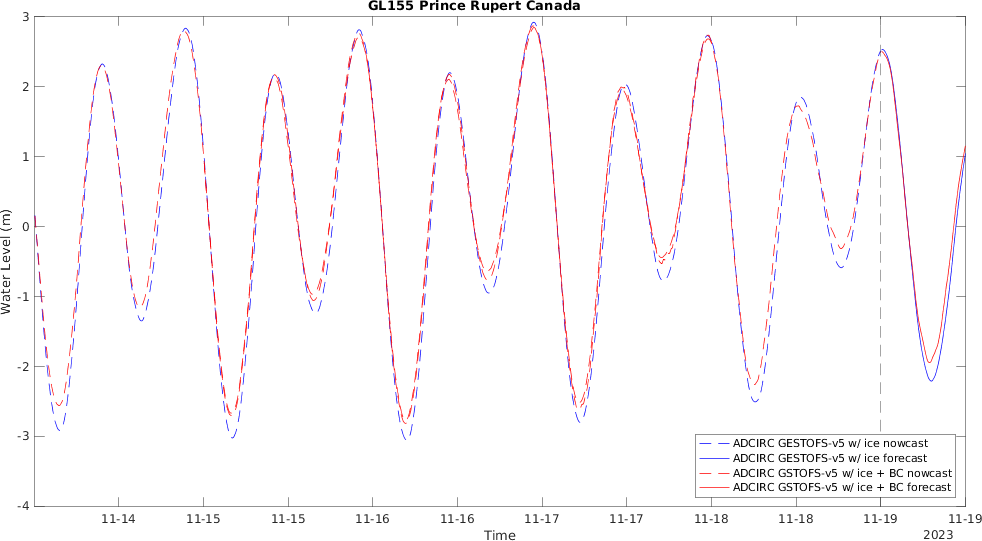 GL155 Prince Rupert Canada
Water Level (m)
3
2
1
0
-1
-2
-3
-4
ADCIRC GESTOFS-v5 w/ ice nowcast
ADCIRC GESTOFS-v5 w/ ice forecast
ADCIRC GSTOFS-v5 w/ ice + BC nowcast
ADCIRC GSTOFS-v5 w/ ice + BC forecast
11-14 11-15 11-15 11-16 11-16 11-17 11-17 11-18 11-18 11-19 11-19
Time
2023